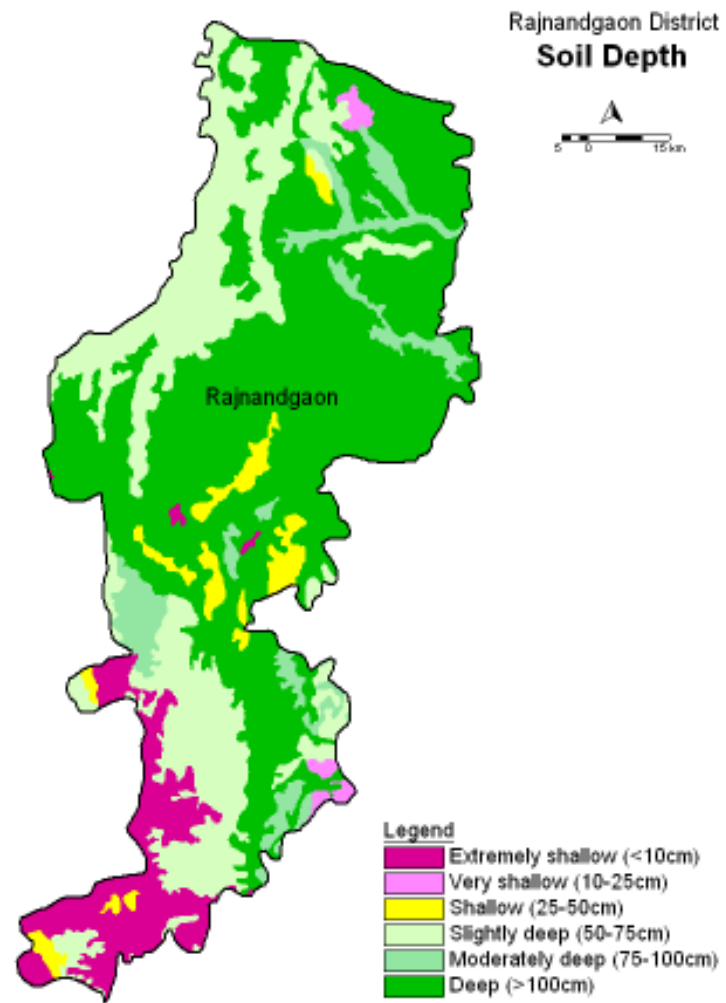 Rajnandgaon District
Soil Depth
5 0 15 km
Rajnandgaon
Legend
Extremely shallow (<10cm)
Very shallow (10-25cm)
Shallow (25-50cm)
Slightly deep (50-75cm)
Moderately deep (75-100cm)
Deep (>100cm)